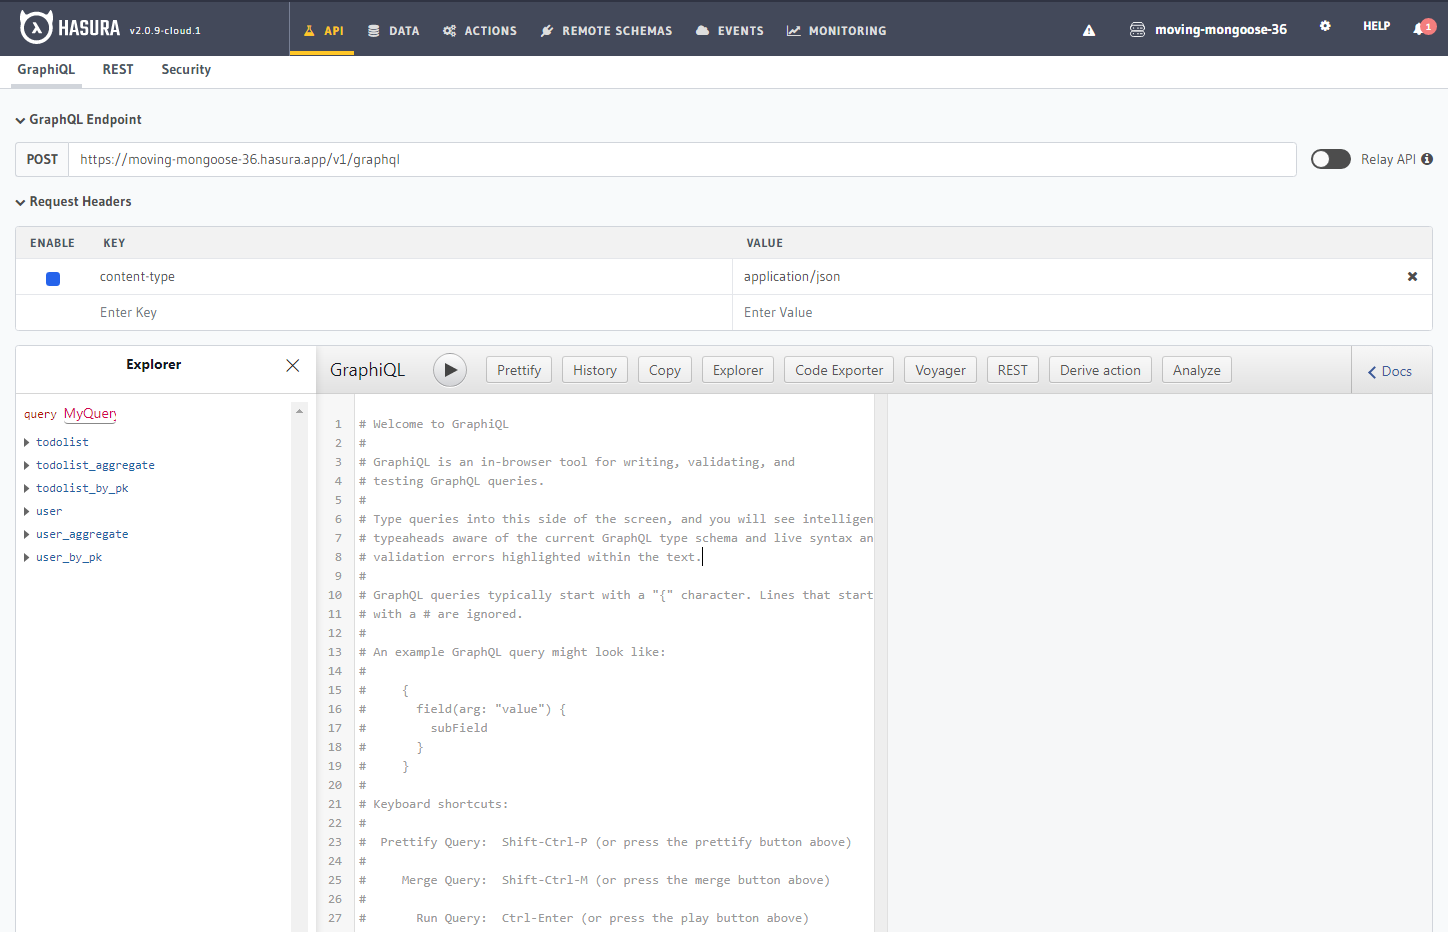 HASURA v2.0.9-cloud.1 API DATA ACTIONS REMOTE SCHEMAS EVENTS MONITORING moving-mongoose-36 HELP 1
GraphiQL REST Security
GraphQL Endpoint
POST https://moving-mongoose-36.hasura.app/v1/graphql Relay API
Request Headers
ENABLE KEY VALUE
content-type application/json
Enter Key Enter Value
Explorer
GraphiQL Prettify History Copy Explorer Code Exporter Voyager REST Derive action Analyze Docs
query MyQuery
todolist
todolist_aggregate
todolist_by_pk
user
user_aggregate
user_by_pk
1 # Welcome to GraphiQL
2 #
3 # GraphiQL is an in-browser tool for writing, validating, and
4 # testing GraphQL queries.
5 #
6 # Type queries into this side of the screen, and you will see intelligen
7 # typeaheads aware of the current GraphQL type schema and live syntax an
8 # validation errors highlighted within the text.
9 #
10 # GraphQL queries typically start with a "{" character. Lines that start
11 # with a # are ignored.
12 #
13 # An example GraphQL query might look like:
14 #
15 #     {
16 #       field(arg: "value") {
17 #         subField
18 #       }
19 #     }
20 #
21 # Keyboard shortcuts:
22 #
23 #  Prettify Query:  Shift-Ctrl-P (or press the prettify button above)
24 #
25 #     Merge Query:  Shift-Ctrl-M (or press the merge button above)
26 #
27 #       Run Query:  Ctrl-Enter (or press the play button above)